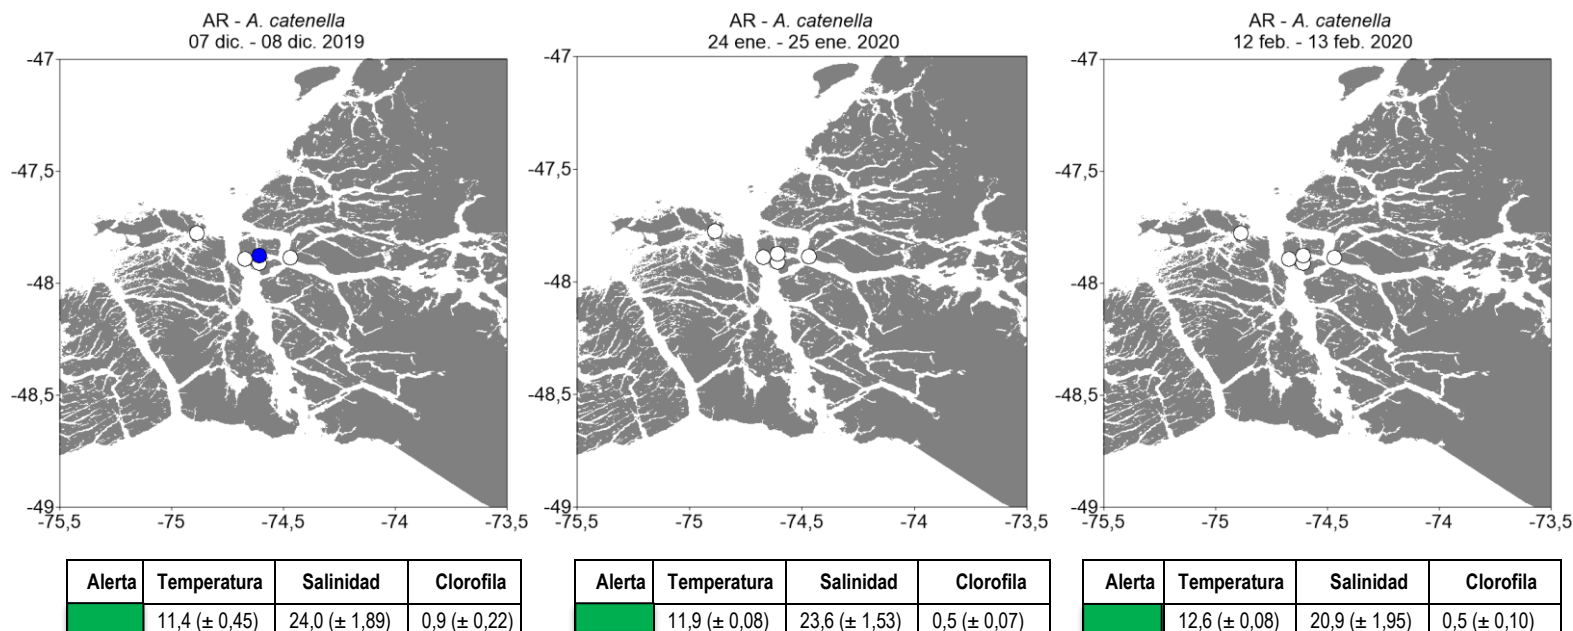 AR - A. catenella
07 dic. - 08 dic. 2019
-47
-47,5
-48
-48,5
-49
-75,5
-75
-74,5
-74
-73,5
AR - A. catenella
24 ene. - 25 ene. 2020
-47
-47,5
-48
-48,5
-49
-75,5
-75
-74,5
-74
-73,5
AR - A. catenella
12 feb. - 13 feb. 2020
-47
-47,5
-48
-48,5
-49
-75,5
-75
-74,5
-74
-73,5
Alerta Temperatura Salinidad Clorofila
11,4 (± 0,45) 24,0 (± 1,89) 0,9 (± 0,22)
Alerta Temperatura Salinidad Clorofila
11,9 (± 0,08) 23,6 (± 1,53) 0,5 (± 0,07)
Alerta Temperatura Salinidad Clorofila
12,6 (± 0,08) 20,9 (± 1,95) 0,5 (± 0,10)